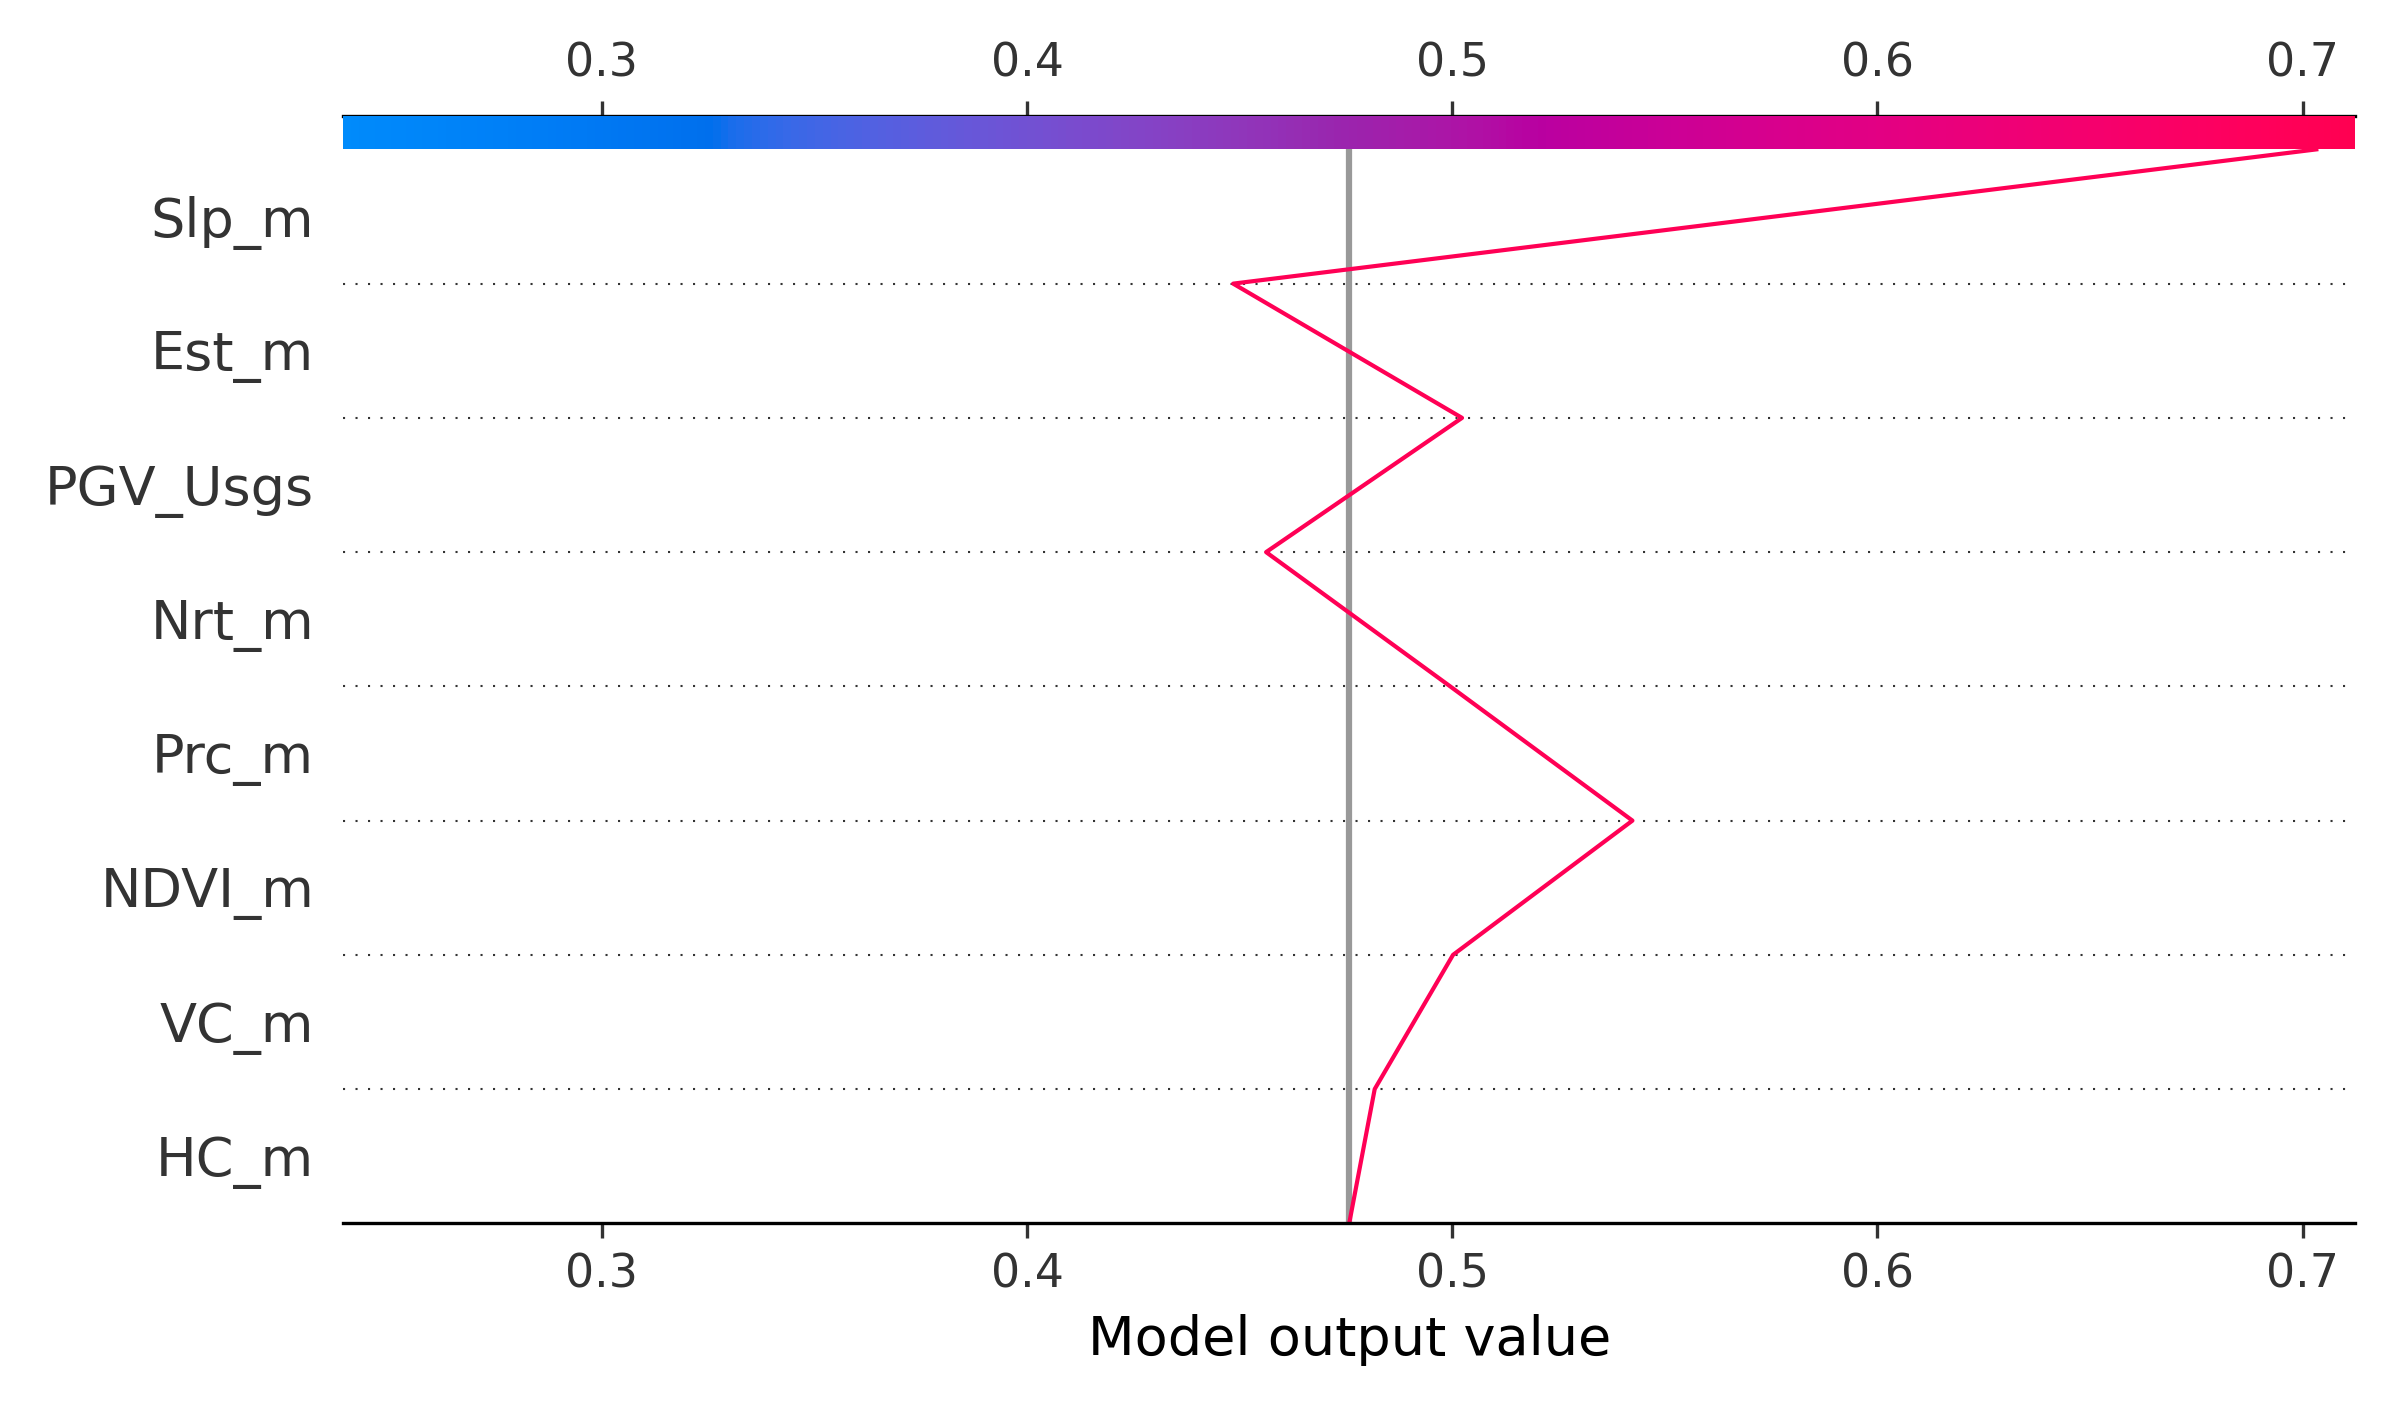 0.3 0.4 0.5 0.6 0.7
Slp_m
Est_m
PGV_Usgs
Nrt_m
Prc_m
NDVI_m
VC_m
HC_m
0.3 0.4 0.5 0.6 0.7
Model output value